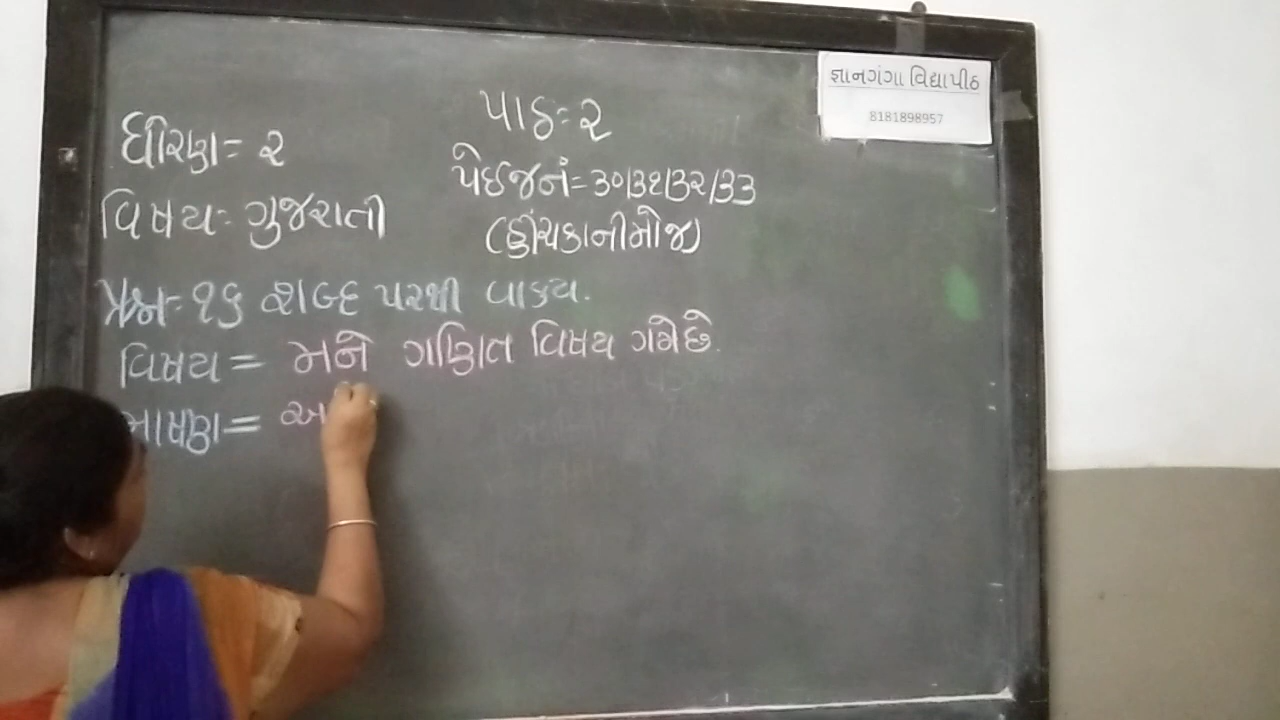 જ્ઞાનગંગા વિદ્યાપીઠ
8181898957
પાઠ:- ૨
ધોરણ = ૨
પેઈજનં = ૩૦/૩૧/૩૨/૩૩
વિષય:- ગુજરાતી
(હીંચકાનીમોજ)
પ્રશ્ન- ૧૬ શબ્દ પરથી વાક્ય.
વિષય = મને ગણિત વિષય ગમેછે.
= અ